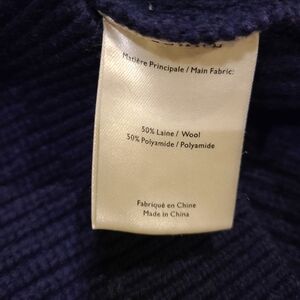 Matière Principale / Main Fabric:
50% Laine / Wool
50% Polyamide / Polyamide
Fabriqué en Chine
Made in China